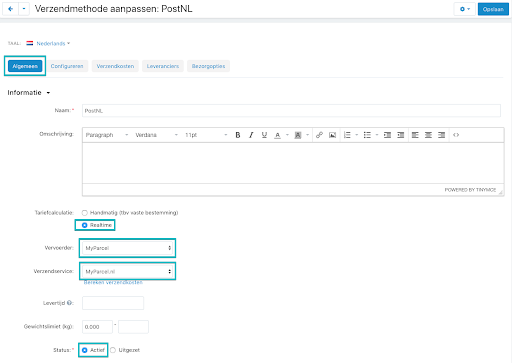 Verzendmethode aanpassen: PostNL
Opslaan
TAAL: Nederlands
Algemeen Configureren Verzendkosten Leveranciers Bezorgopties
Informatie
Naam: * PostNL
Omschrijving: Paragraph Verdana 11pt B I U A A
POWERED BY TINYMCE
Tariefcalculatie: Handmatig (tbv vaste bestemming)
Realtime
Vervoerder: MyParcel
Verzendservice: MyParcel.nl
Bereken verzendkosten
Levertijd :
Gewichtslimiet (kg): 0.000 -
Status: * Actief Uitgezet